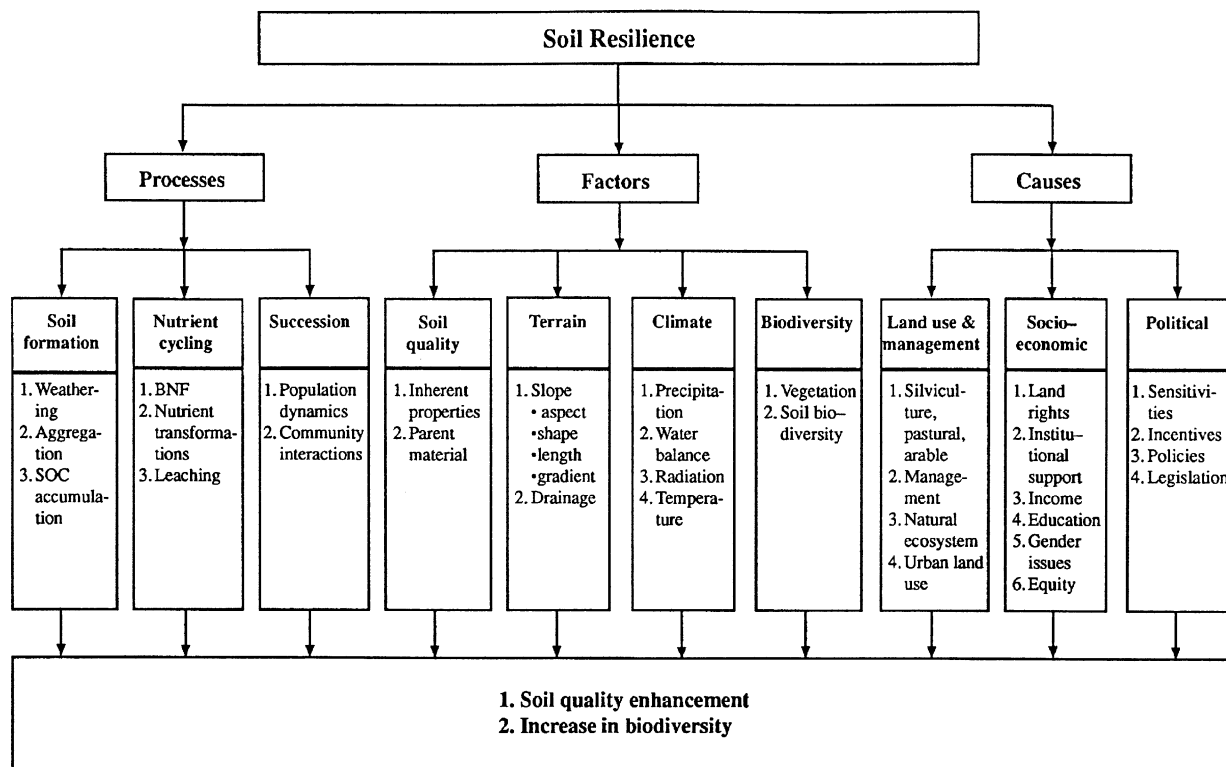 Soil Resilience
Processes
Factors
Causes
Soil
formation
1. Weather-
ing
2. Aggrega-
tion
3. SOC
accumula-
tion
Nutrient
cycling
1. BNF
2. Nutrient
transforma-
tions
3. Leaching
Succession
1. Population
dynamics
2. Community
interactions
Soil
quality
1. Inherent
properties
2. Parent
material
Terrain
1. Slope
• aspect
•shape
•length
•gradient
2. Drainage
Climate
1. Precipita-
tion
2. Water
balance
3. Radiation
4. Tempera-
ture
Biodiversity
1. Vegetation
2. Soil bio-
diversity
Land use &
management
1. Silvicul-
ture,
pastural,
arable
2. Manage-
ment
3. Natural
ecosystem
4. Urban land
use
Socio–
economic
1. Land
rights
2. Institu-
tional
support
3. Income
4. Education
5. Gender
issues
6. Equity
Political
1. Sensitivi-
ties
2. Incentives
3. Policies
4. Legislation
1. Soil quality enhancement
2. Increase in biodiversity